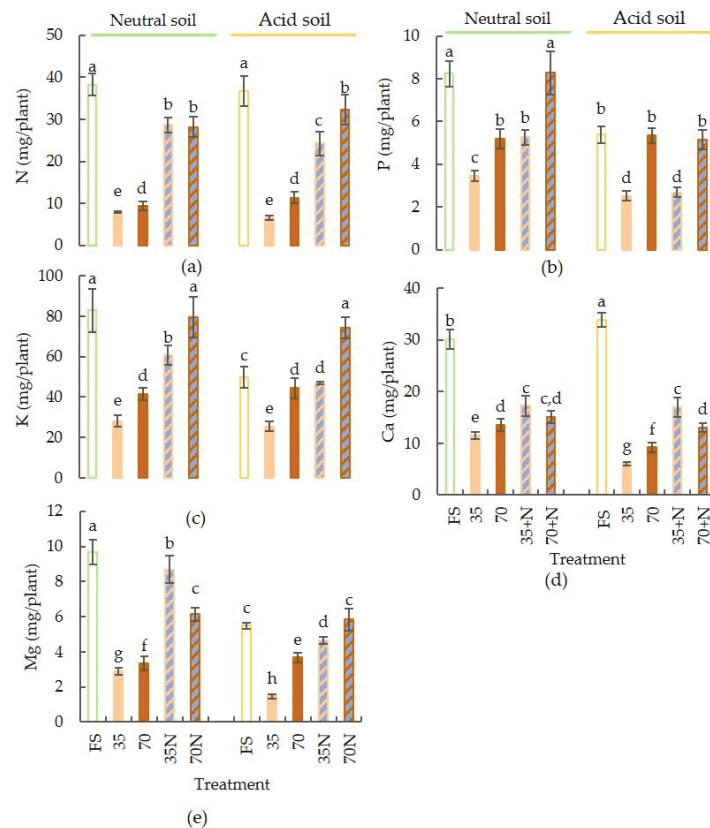 (a)
Neutral soil
Acid soil
N (mg/plant)
50
40
30
20
10
0
a
e
d
b
b
a
e
d
c
b
(a)
(b)
Neutral soil
Acid soil
P (mg/plant)
10
8
6
4
2
0
a
c
b
b
a
b
d
b
d
b
(b)
K (mg/plant)
100
80
60
40
20
0
a
d
d
b
a
c
d
d
d
a
(c)
Ca (mg/plant)
40
30
20
10
0
b
e
d
c
c,d
a
g
f
c
d
FS
35
70
35+N
70+N
FS
35
70
35+N
70+N
Treatment
(d)
Mg (mg/plant)
12
10
8
6
4
2
0
a
g
f
b
c
c
h
e
d
c
FS
35
70
35N
70N
FS
35
70
35N
70N
Treatment
(e)